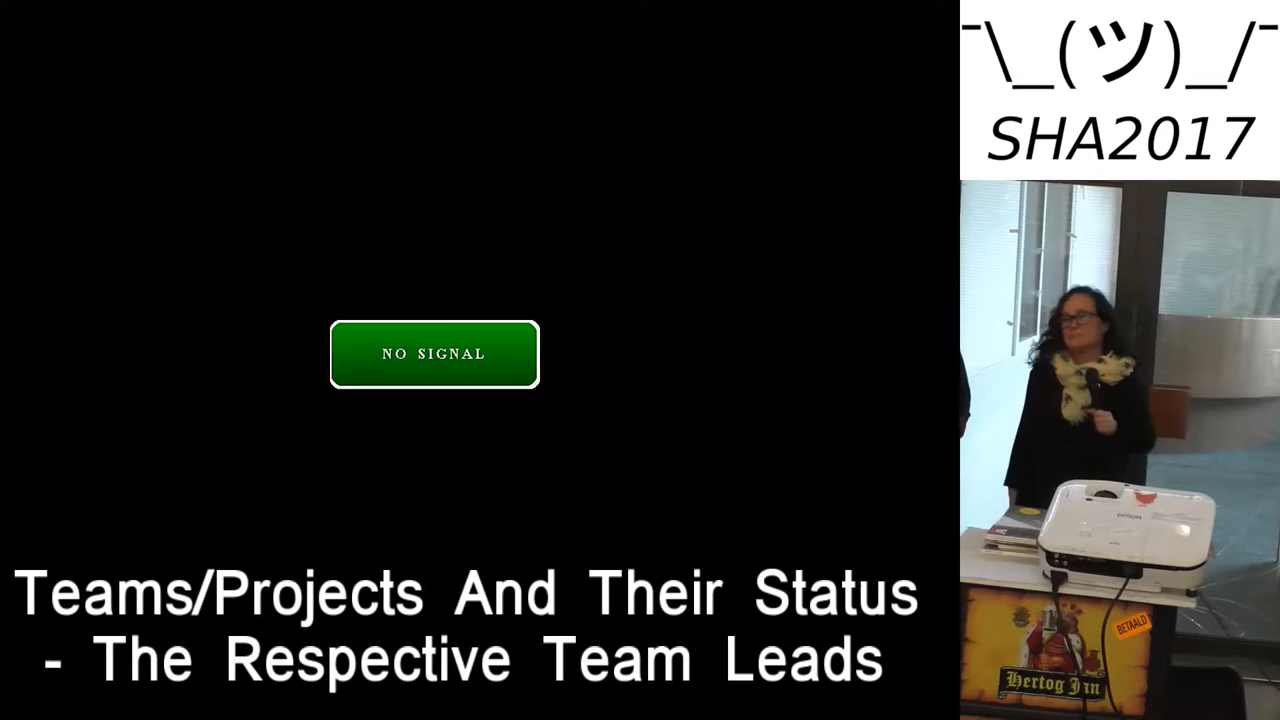 ¯\_(ツ)_/¯
SHA2017
NO SIGNAL
EPSON
BETAALD
Hertog Jan
Teams/Projects And Their Status
- The Respective Team Leads